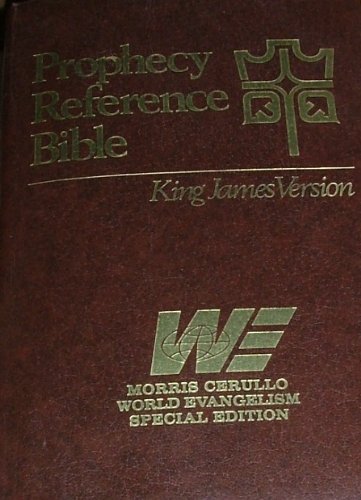 Prophecy
Reference
Bible
King James Version
WE
MORRIS CERULLO
WORLD EVANGELISM
SPECIAL EDITION